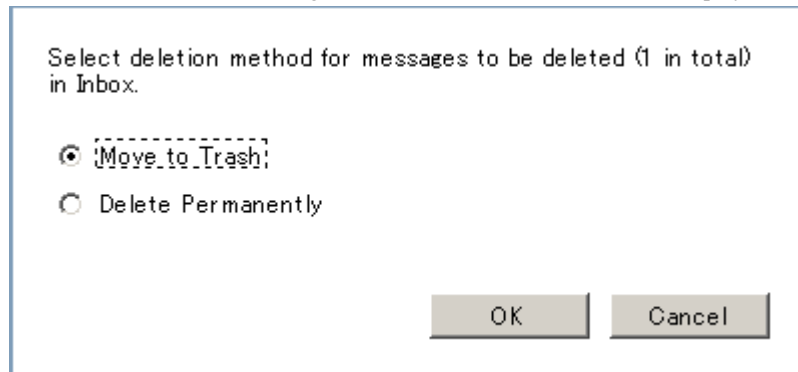 Select deletion method for messages to be deleted (1 in total)
in Inbox.
Move to Trash
Delete Permanently
OK
Cancel